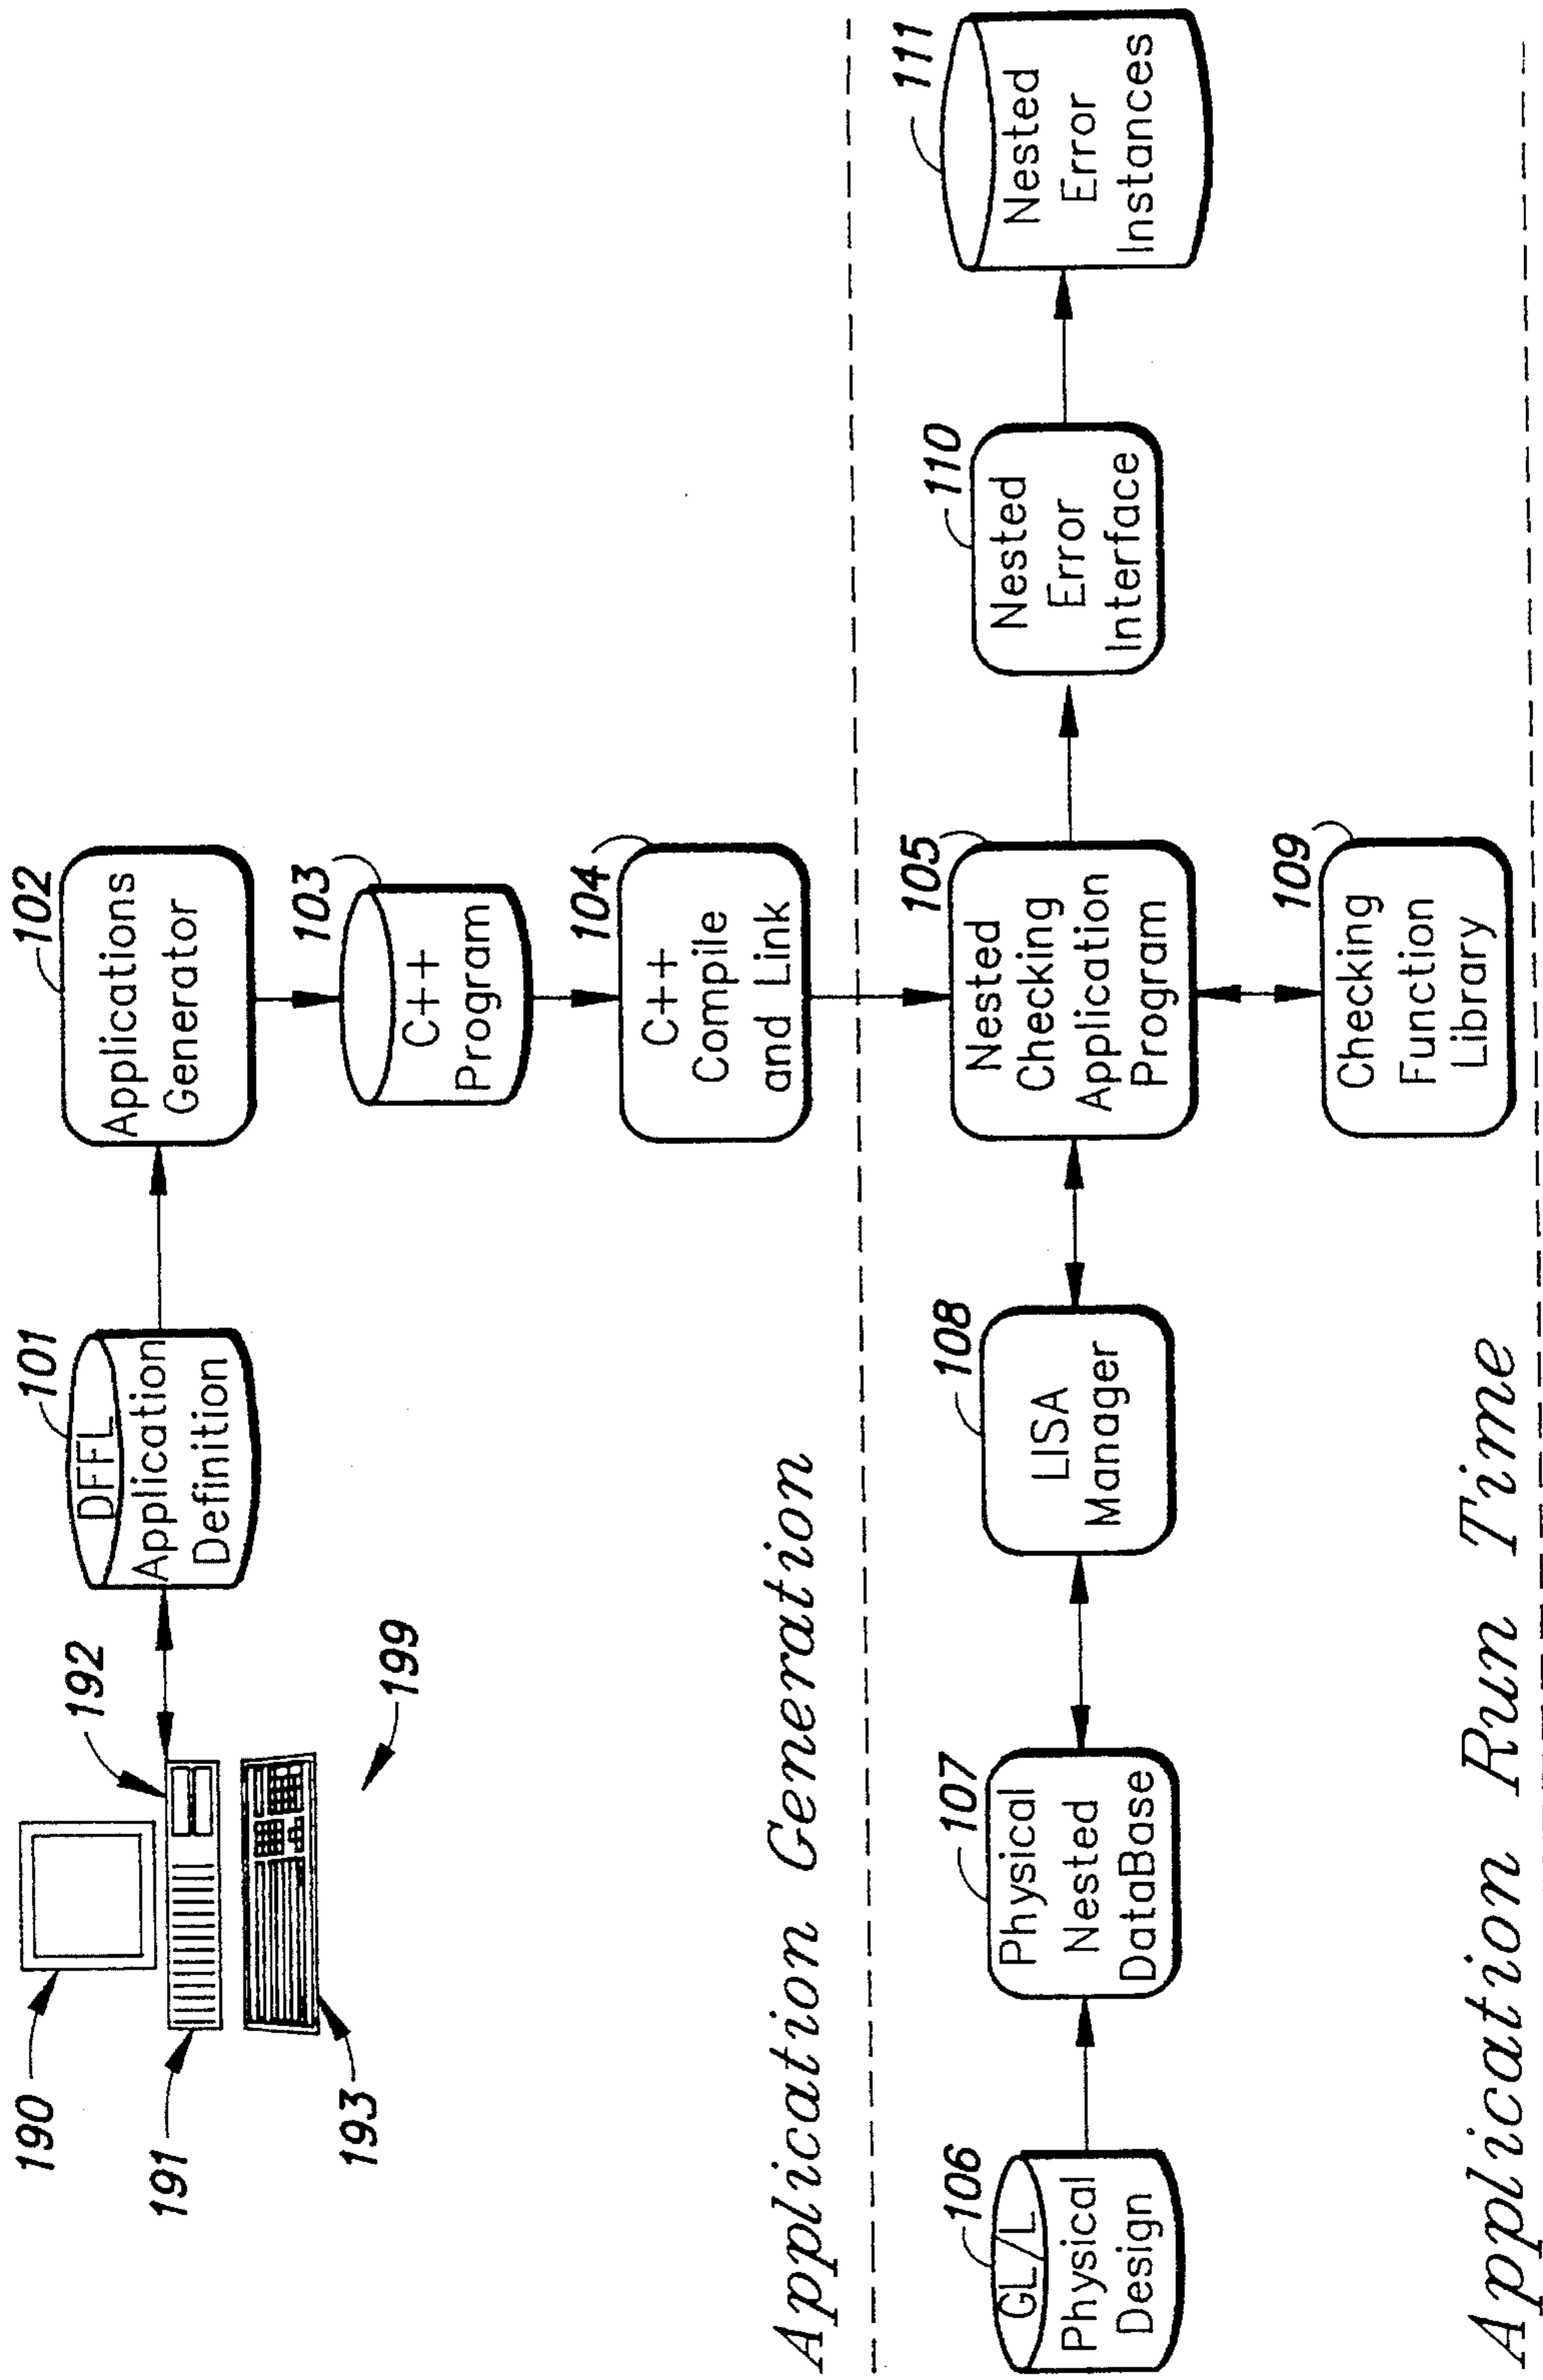 190
191
192
193
199
101
DFFL
Application
Definition
102
Applications
Generator
103
C++
Program
104
C++
Compile
and Link
Application Generation
106
GL/L
Physical
Design
107
Physical
Nested
DataBase
108
LISA
Manager
105
Nested
Checking
Application
Program
109
Checking
Function
Library
110
Nested
Error
Interface
111
Nested
Error
Instances
Application Run Time